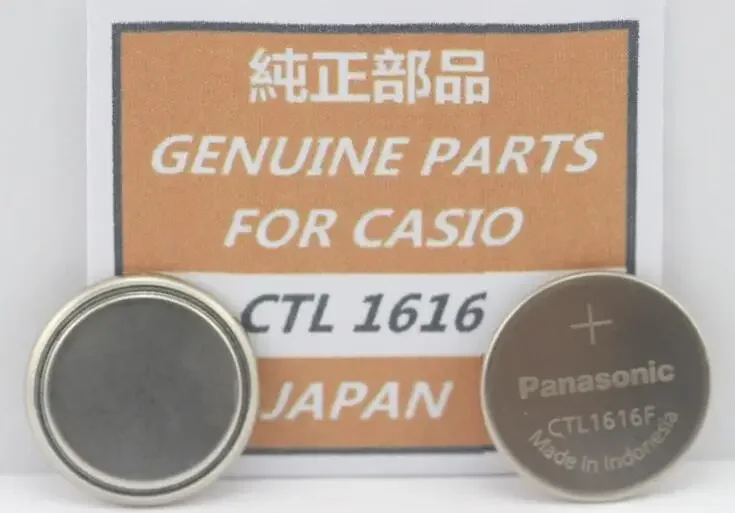 純正部品
GENUINE PARTS
FOR CASIO
CTL 1616
JAPAN
+
Panasonic
CTL1616F
Made In Indonesia